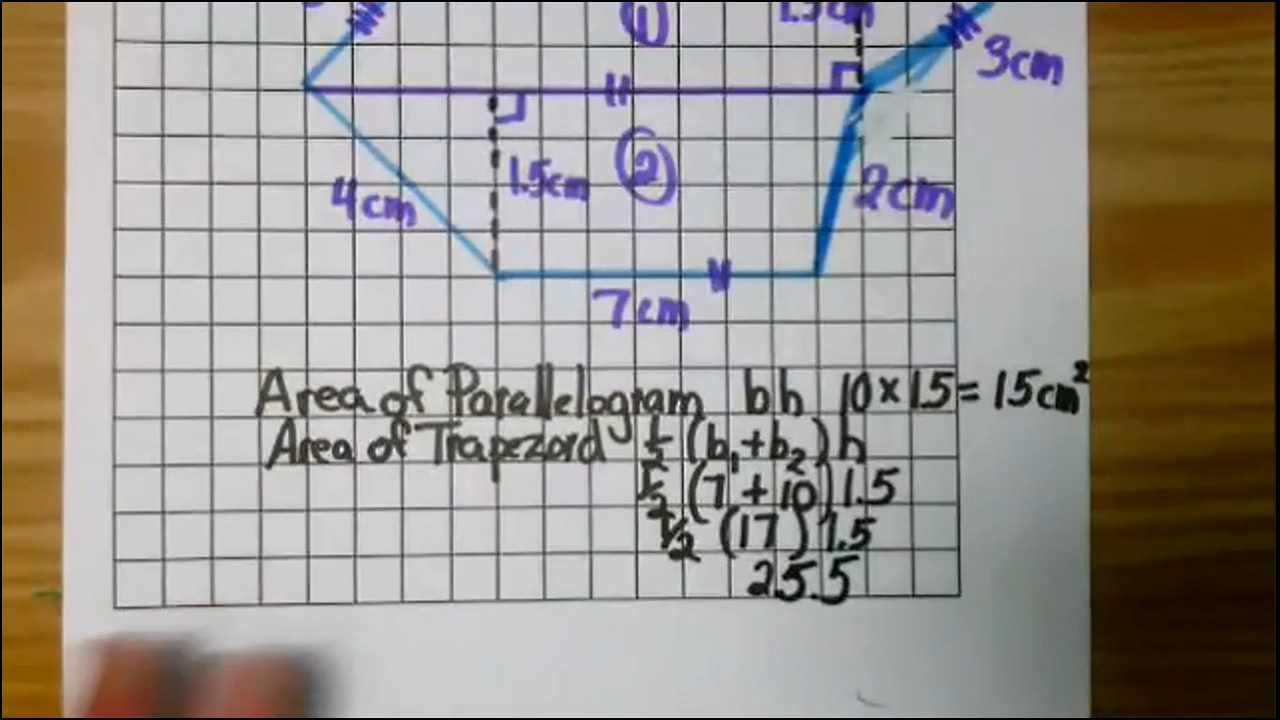 ①
1.5cm
3cm
1.5cm
②
4cm
2cm
7cm
Area of Parallelogram bh 10×1.5=15cm²
Area of Trapezoid ½ (b₁+b₂)h
½ (7+10)1.5
½ (17)1.5
25.5